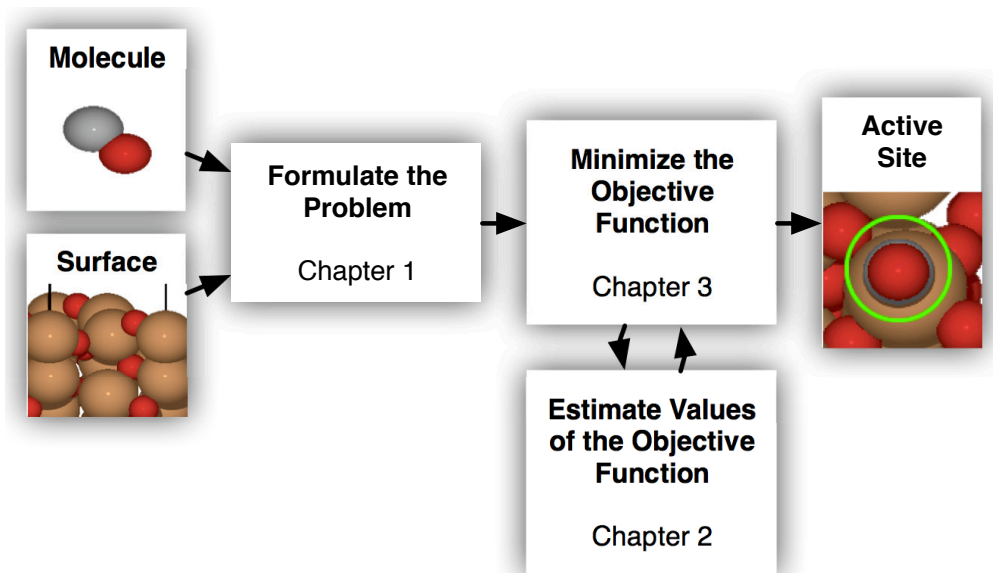 Molecule
Surface
Formulate the
Problem
Chapter 1
Minimize the
Objective
Function
Chapter 3
Estimate Values
of the Objective
Function
Chapter 2
Active
Site